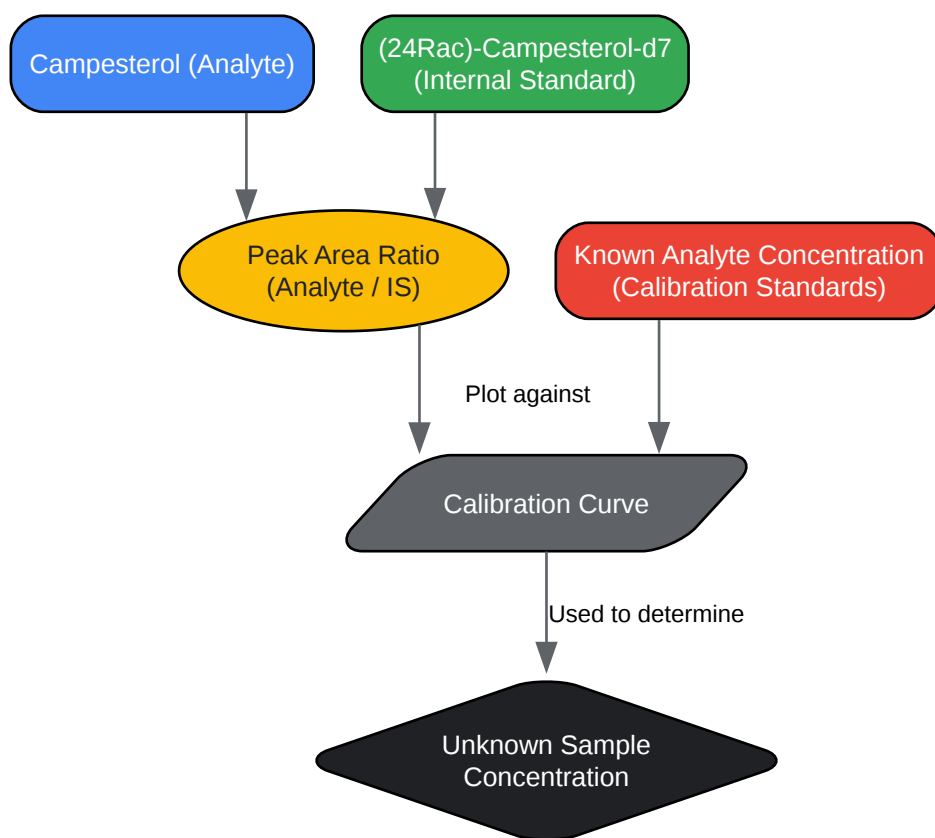 Campesterol (Analyte)
(24Rac)-Campesterol-d7
(Internal Standard)
Peak Area Ratio
(Analyte / IS)
Known Analyte Concentration
(Calibration Standards)
Plot against
Calibration Curve
Used to determine
Unknown Sample
Concentration